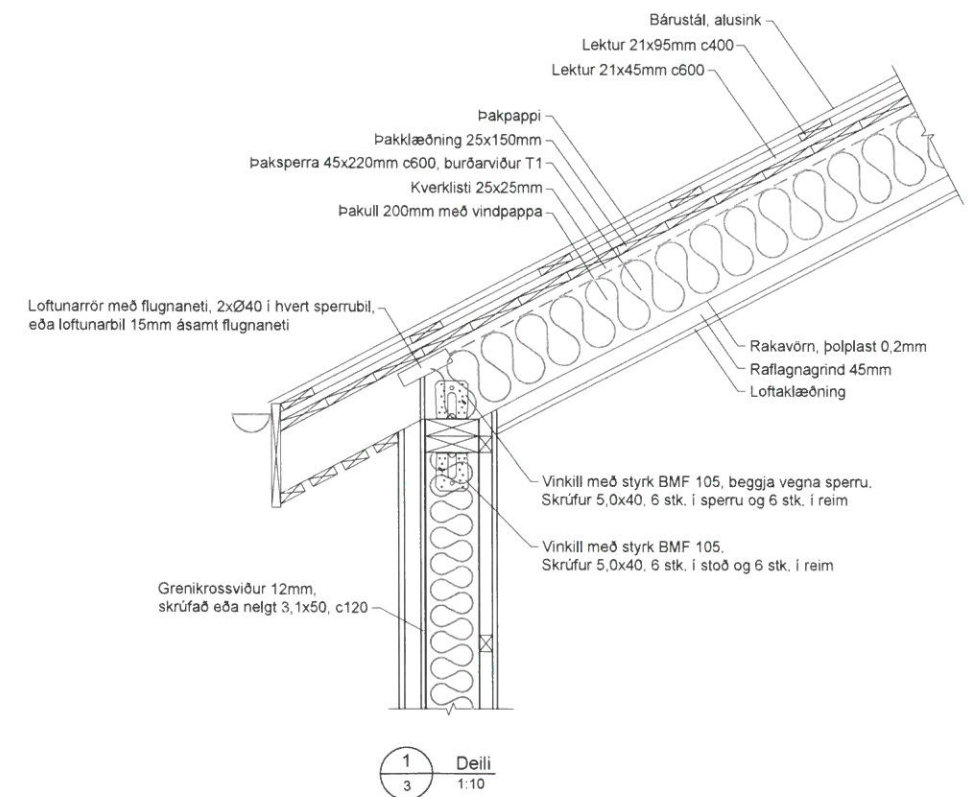 Bárustál, alusink
Lektur 21x95mm c400
Lektur 21x45mm c600
Þakpappi
Þakklæðning 25x150mm
Þaksperra 45x220mm c600, burðarviður T1
Kverklisti 25x25mm
Þakull 200mm með vindpappa
Loftunarrör með flugnaneti, 2xØ40 í hvert sperrubil,
eða loftunarbil 15mm ásamt flugnaneti
Rakavörn, þolplast 0,2mm
Raflagnagrind 45mm
Loftaklæðning
Vinkill með styrk BMF 105, beggja vegna sperru.
Skrúfur 5,0x40, 6 stk. í sperru og 6 stk. í reim
Vinkill með styrk BMF 105.
Skrúfur 5,0x40, 6 stk. í stoð og 6 stk. í reim
Grenikrossviður 12mm,
skrúfað eða nelgt 3,1x50, c120
1
3
Deili
1:10